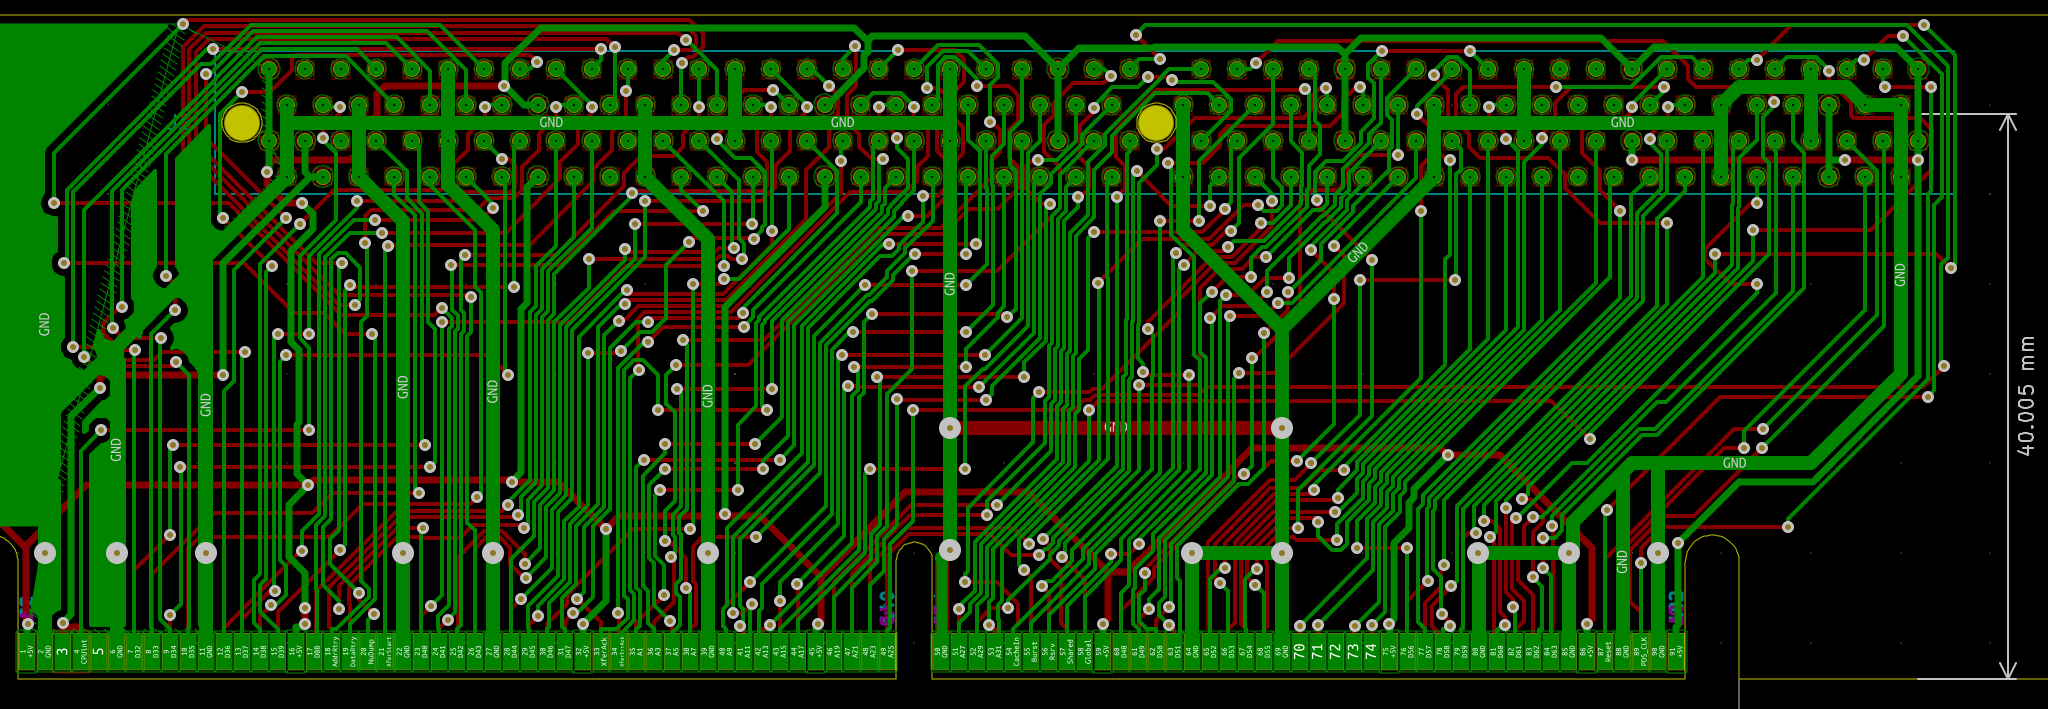 GND
GND
GND
GND
GND
GND
GND
GND
GND
GND
GND
GND
GND
GND
40.005 mm
GND
1 +5V
GND
3
4 CPUint
5
6 GND
7 D32
8 D33
9 D34
10 D35
11 GND
12 D36
13 D37
14 D38
15 D39
16 +5V
17 DBB
18 AddrRtry
19 DataRtry
20 NuDump
21 XferStart
22 GND
23 D40
24 D41
25 D42
26 D43
27 GND
28 D44
29 D45
30 D46
31 D47
32 +5V
33 XferAck
34
35 A1
36 A3
37 A5
38 A7
39 GND
40 A9
41 A11
42 A13
43 A15
44 A17
45 +5V
46 A19
47 A21
48 A23
49 A25
50 GND
51 A27
52 A29
53 A31
54 CacheIn
55 Burst
56 Rsrv
57 Shared
58 Global
59 +5V
60 D48
61 D49
62 D50
63 D51
64 GND
65 D52
66 D53
67 D54
68 D55
69 GND
70
71
72
73
74
75 +5V
76 D56
77 D57
78 D58
79 D59
80 GND
81 D60
82 D61
83 D62
84 D63
85 GND
86 +5V
87 Reset
88 GND
89 PDS_CLK
90 GND
91 +5V